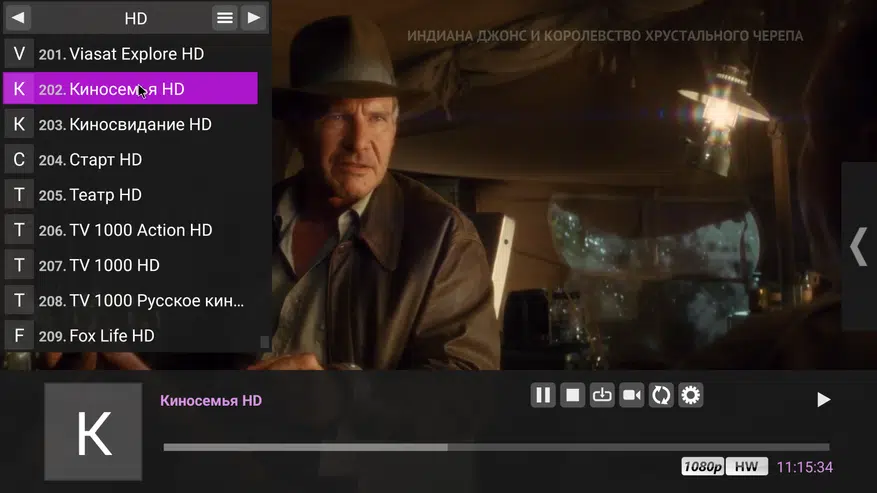 HD
V 201. Viasat Explore HD
К 202. Киносемья HD
К 203. Киносвидание HD
С 204. Старт HD
Т 205. Театр HD
T 206. TV 1000 Action HD
T 207. TV 1000 HD
T 208. TV 1000 Русское кин...
F 209. Fox Life HD
ИНДИАНА ДЖОНС И КОРОЛЕВСТВО ХРУСТАЛЬНОГО ЧЕРЕПА
К
Киносемья HD
1080p HW 11:15:34